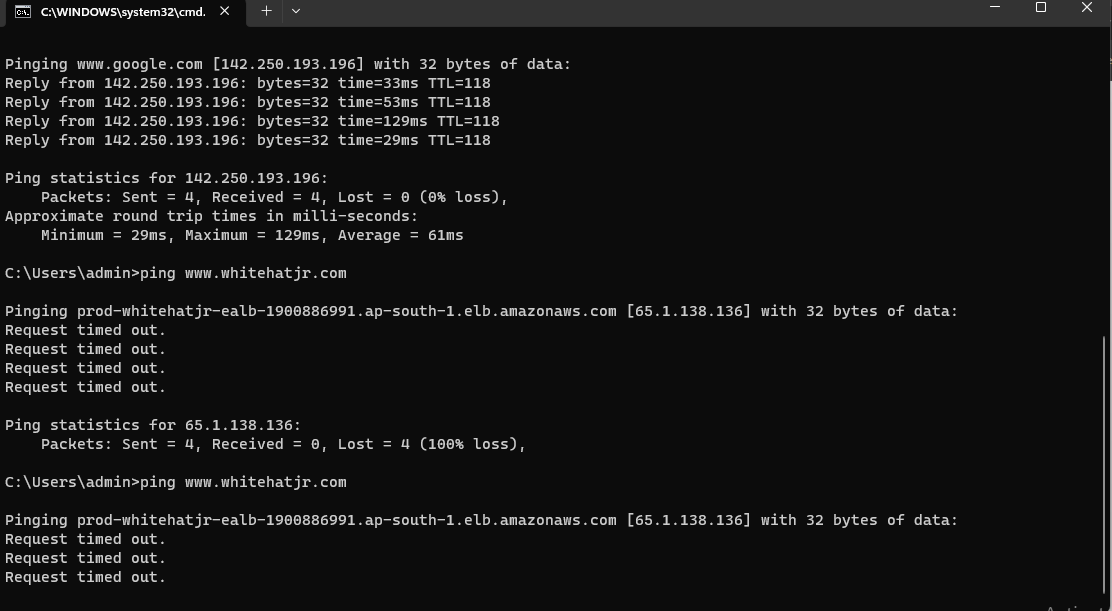 C:\WINDOWS\system32\cmd.
Pinging www.google.com [142.250.193.196] with 32 bytes of data:
Reply from 142.250.193.196: bytes=32 time=33ms TTL=118
Reply from 142.250.193.196: bytes=32 time=53ms TTL=118
Reply from 142.250.193.196: bytes=32 time=129ms TTL=118
Reply from 142.250.193.196: bytes=32 time=29ms TTL=118
Ping statistics for 142.250.193.196:
Packets: Sent = 4, Received = 4, Lost = 0 (0% loss),
Approximate round trip times in milli-seconds:
Minimum = 29ms, Maximum = 129ms, Average = 61ms
C:\Users\admin>ping www.whitehatjr.com
Pinging prod-whitehatjr-ealb-1900886991.ap-south-1.elb.amazonaws.com [65.1.138.136] with 32 bytes of data:
Request timed out.
Request timed out.
Request timed out.
Request timed out.
Ping statistics for 65.1.138.136:
Packets: Sent = 4, Received = 0, Lost = 4 (100% loss),
C:\Users\admin>ping www.whitehatjr.com
Pinging prod-whitehatjr-ealb-1900886991.ap-south-1.elb.amazonaws.com [65.1.138.136] with 32 bytes of data:
Request timed out.
Request timed out.
Request timed out.